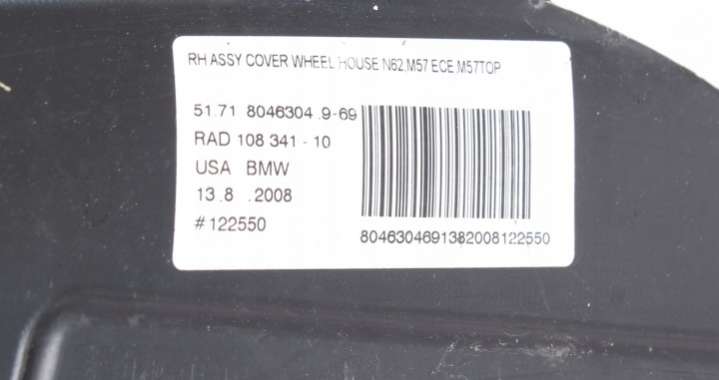 RH ASSY COVER WHEEL HOUSE N62,M57 ECE,M57TOP
51.71 8046304 .9-69
RAD 108 341 - 10
USA BMW
13 .8 .2008
# 122550
8046304691382008122550